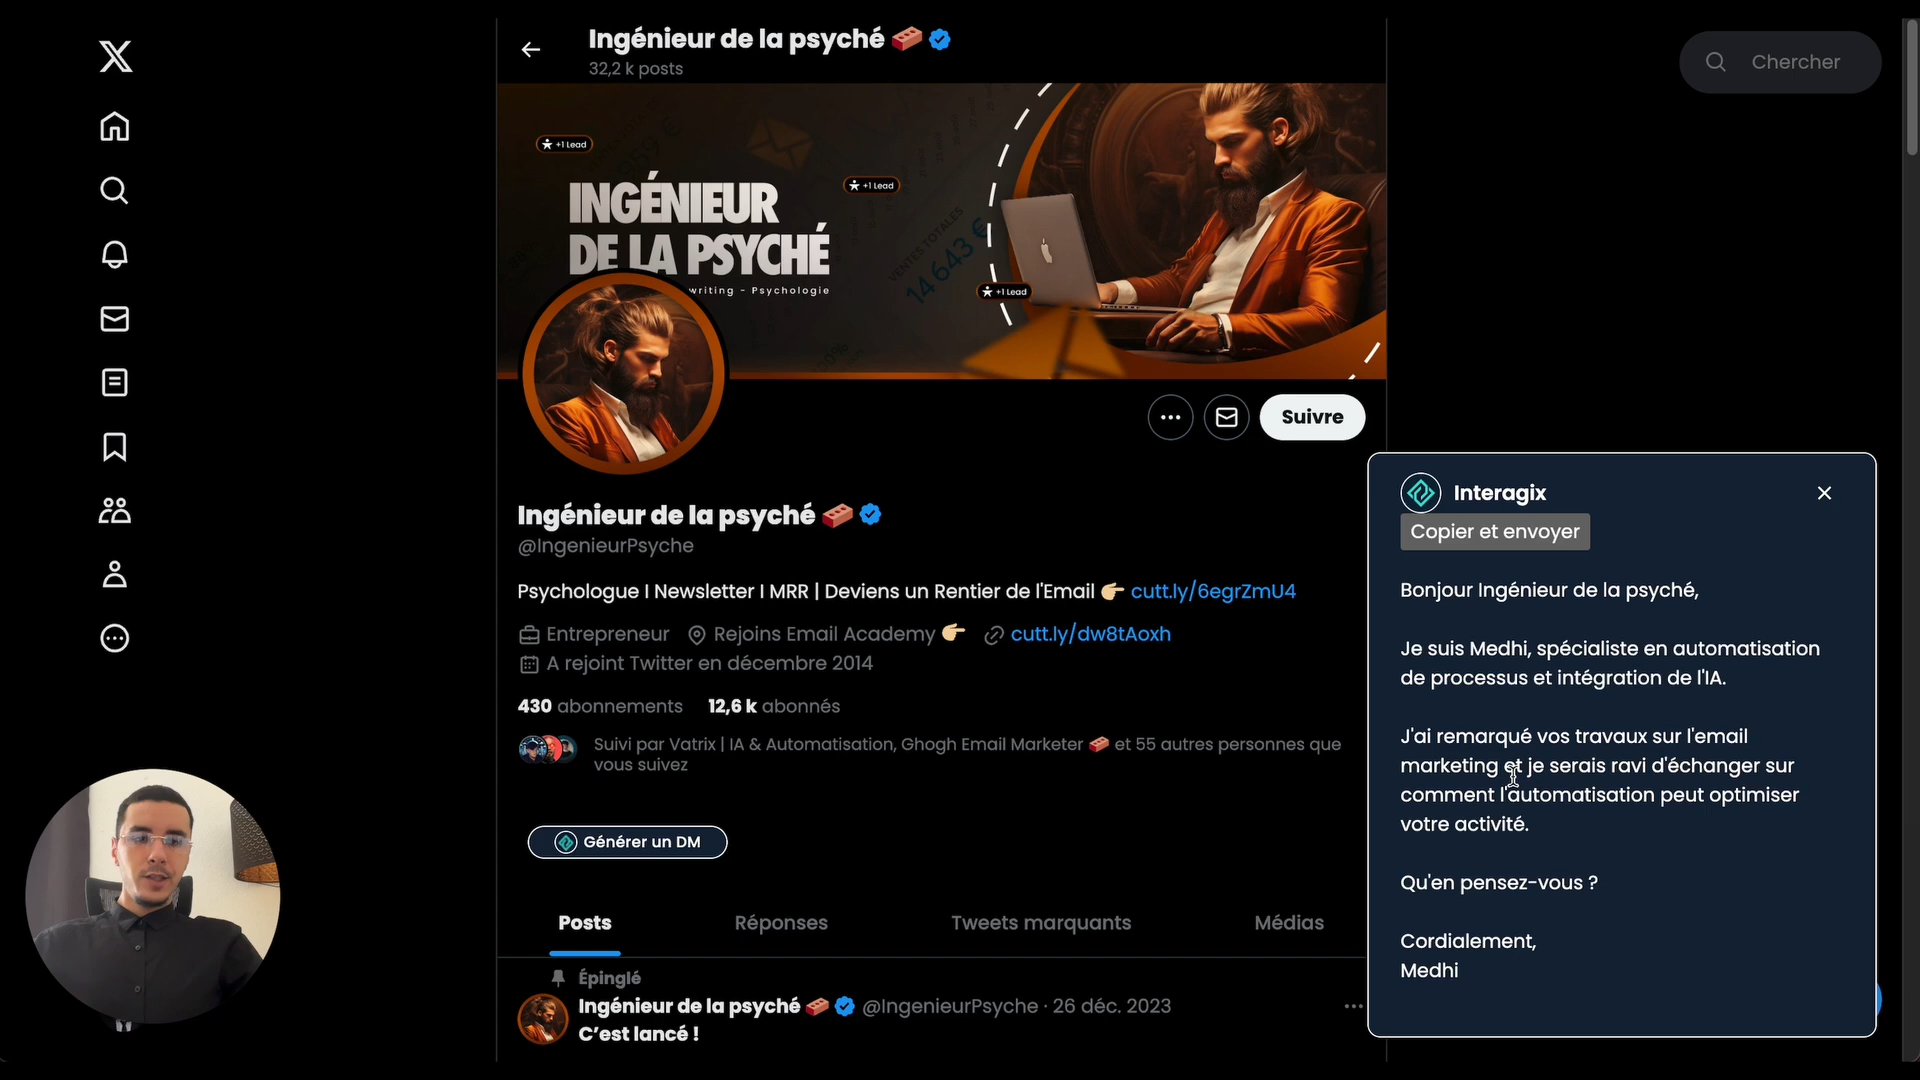 Ingénieur de la psyché
32,2 k posts
Chercher
+1 Lead
+1 Lead
INGÉNIEUR
DE LA PSYCHÉ
writing - Psychologie
VENTES TOTALES
14 643 €
+1 Lead
Suivre
Ingénieur de la psyché
@IngenieurPsyche
Psychologue I Newsletter I MRR | Deviens un Rentier de l'Email 👉 cutt.ly/6egrZmU4
Entrepreneur Rejoins Email Academy 👉 cutt.ly/dw8tAoxh
A rejoint Twitter en décembre 2014
430 abonnements 12,6 k abonnés
Suivi par Vatrix | IA & Automatisation, Ghogh Email Marketer 🧱 et 55 autres personnes que
vous suivez
Générer un DM
Posts Réponses Tweets marquants Médias
Épinglé
Ingénieur de la psyché 🧱 @IngenieurPsyche · 26 déc. 2023
C’est lancé !
Interagix
Copier et envoyer
Bonjour Ingénieur de la psyché,
Je suis Medhi, spécialiste en automatisation
de processus et intégration de l'IA.
J'ai remarqué vos travaux sur l'email
marketing et je serais ravi d'échanger sur
comment l'automatisation peut optimiser
votre activité.
Qu'en pensez-vous ?
Cordialement,
Medhi